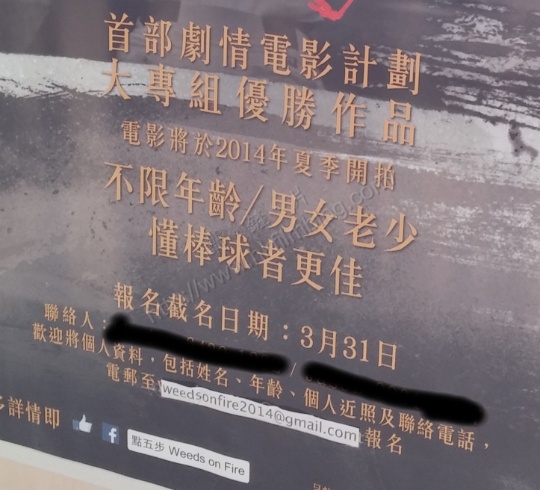 首部劇情電影計劃
大專組優勝作品
電影將於2014年夏季開拍
不限年齡/男女老少
懂棒球者更佳
報名截名日期：3月31日
聯絡人： /
歡迎將個人資料，包括姓名、年齡、個人近照及聯絡電話，
電郵至weedsonfire2014@gmail.com報名
多詳情即
點五步 Weeds on Fire